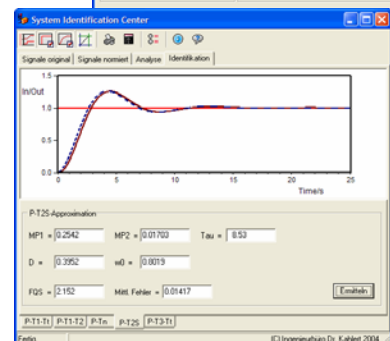 System Identification Center
Signale original Signale normiert Analyse Identifikation
1.5
In/Out
1.0
0.5
0.0
0 5 10 15 20 25
Time/s
P-T2S-Approximation
MP1 = 0.2542 MP2 = 0.01703 Tau = 8.53
D = 0.3952 w0 = 0.8019
FQS = 2.152 Mittl. Fehler = 0.01417 Ermitteln
P-T1-Tt P-T1-T2 P-Tn P-T2S P-T3-Tt
Fertig (C) Ingenieurbüro Dr. Kahlert 2004